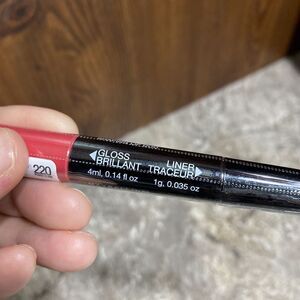 220
GLOSS LINER
BRILLANT TRACEUR
4ml, 0.14 fl oz 1g, 0.035 oz